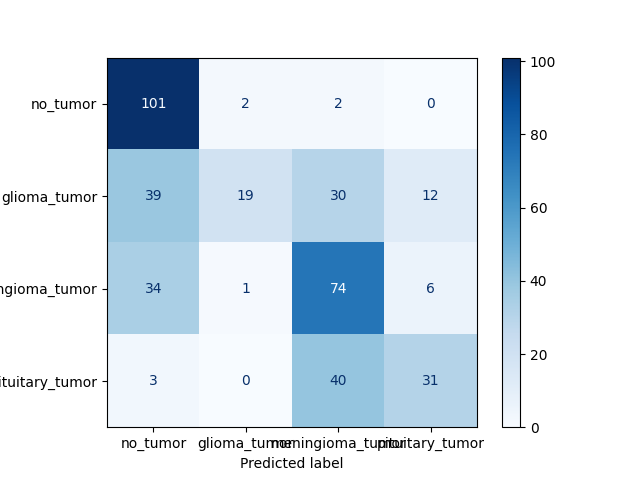 no_tumor 101 2 2 0
glioma_tumor 39 19 30 12
ngioma_tumor 34 1 74 6
ituitary_tumor 3 0 40 31
no_tumor glioma_tumor meningioma_tumor pituitary_tumor
Predicted label
100
80
60
40
20
0